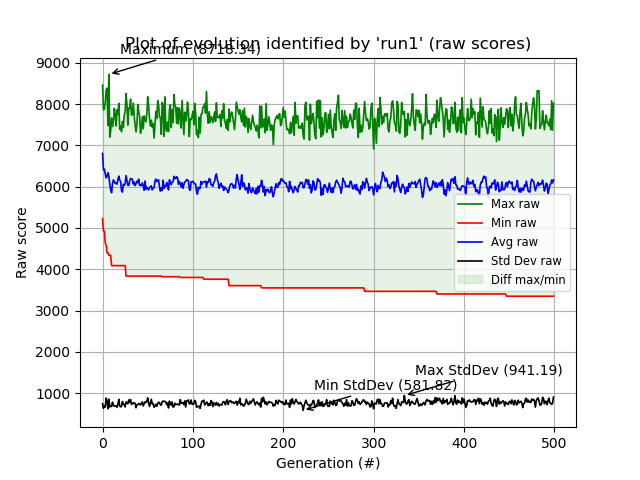 Plot of evolution identified by 'run1' (raw scores)
Maximum (8718.34)
9000
8000
7000
6000
5000
4000
3000
2000
1000
Raw score
Max raw
Min raw
Avg raw
Std Dev raw
Diff max/min
Max StdDev (941.19)
Min StdDev (581.82)
0
100
200
300
400
500
Generation (#)